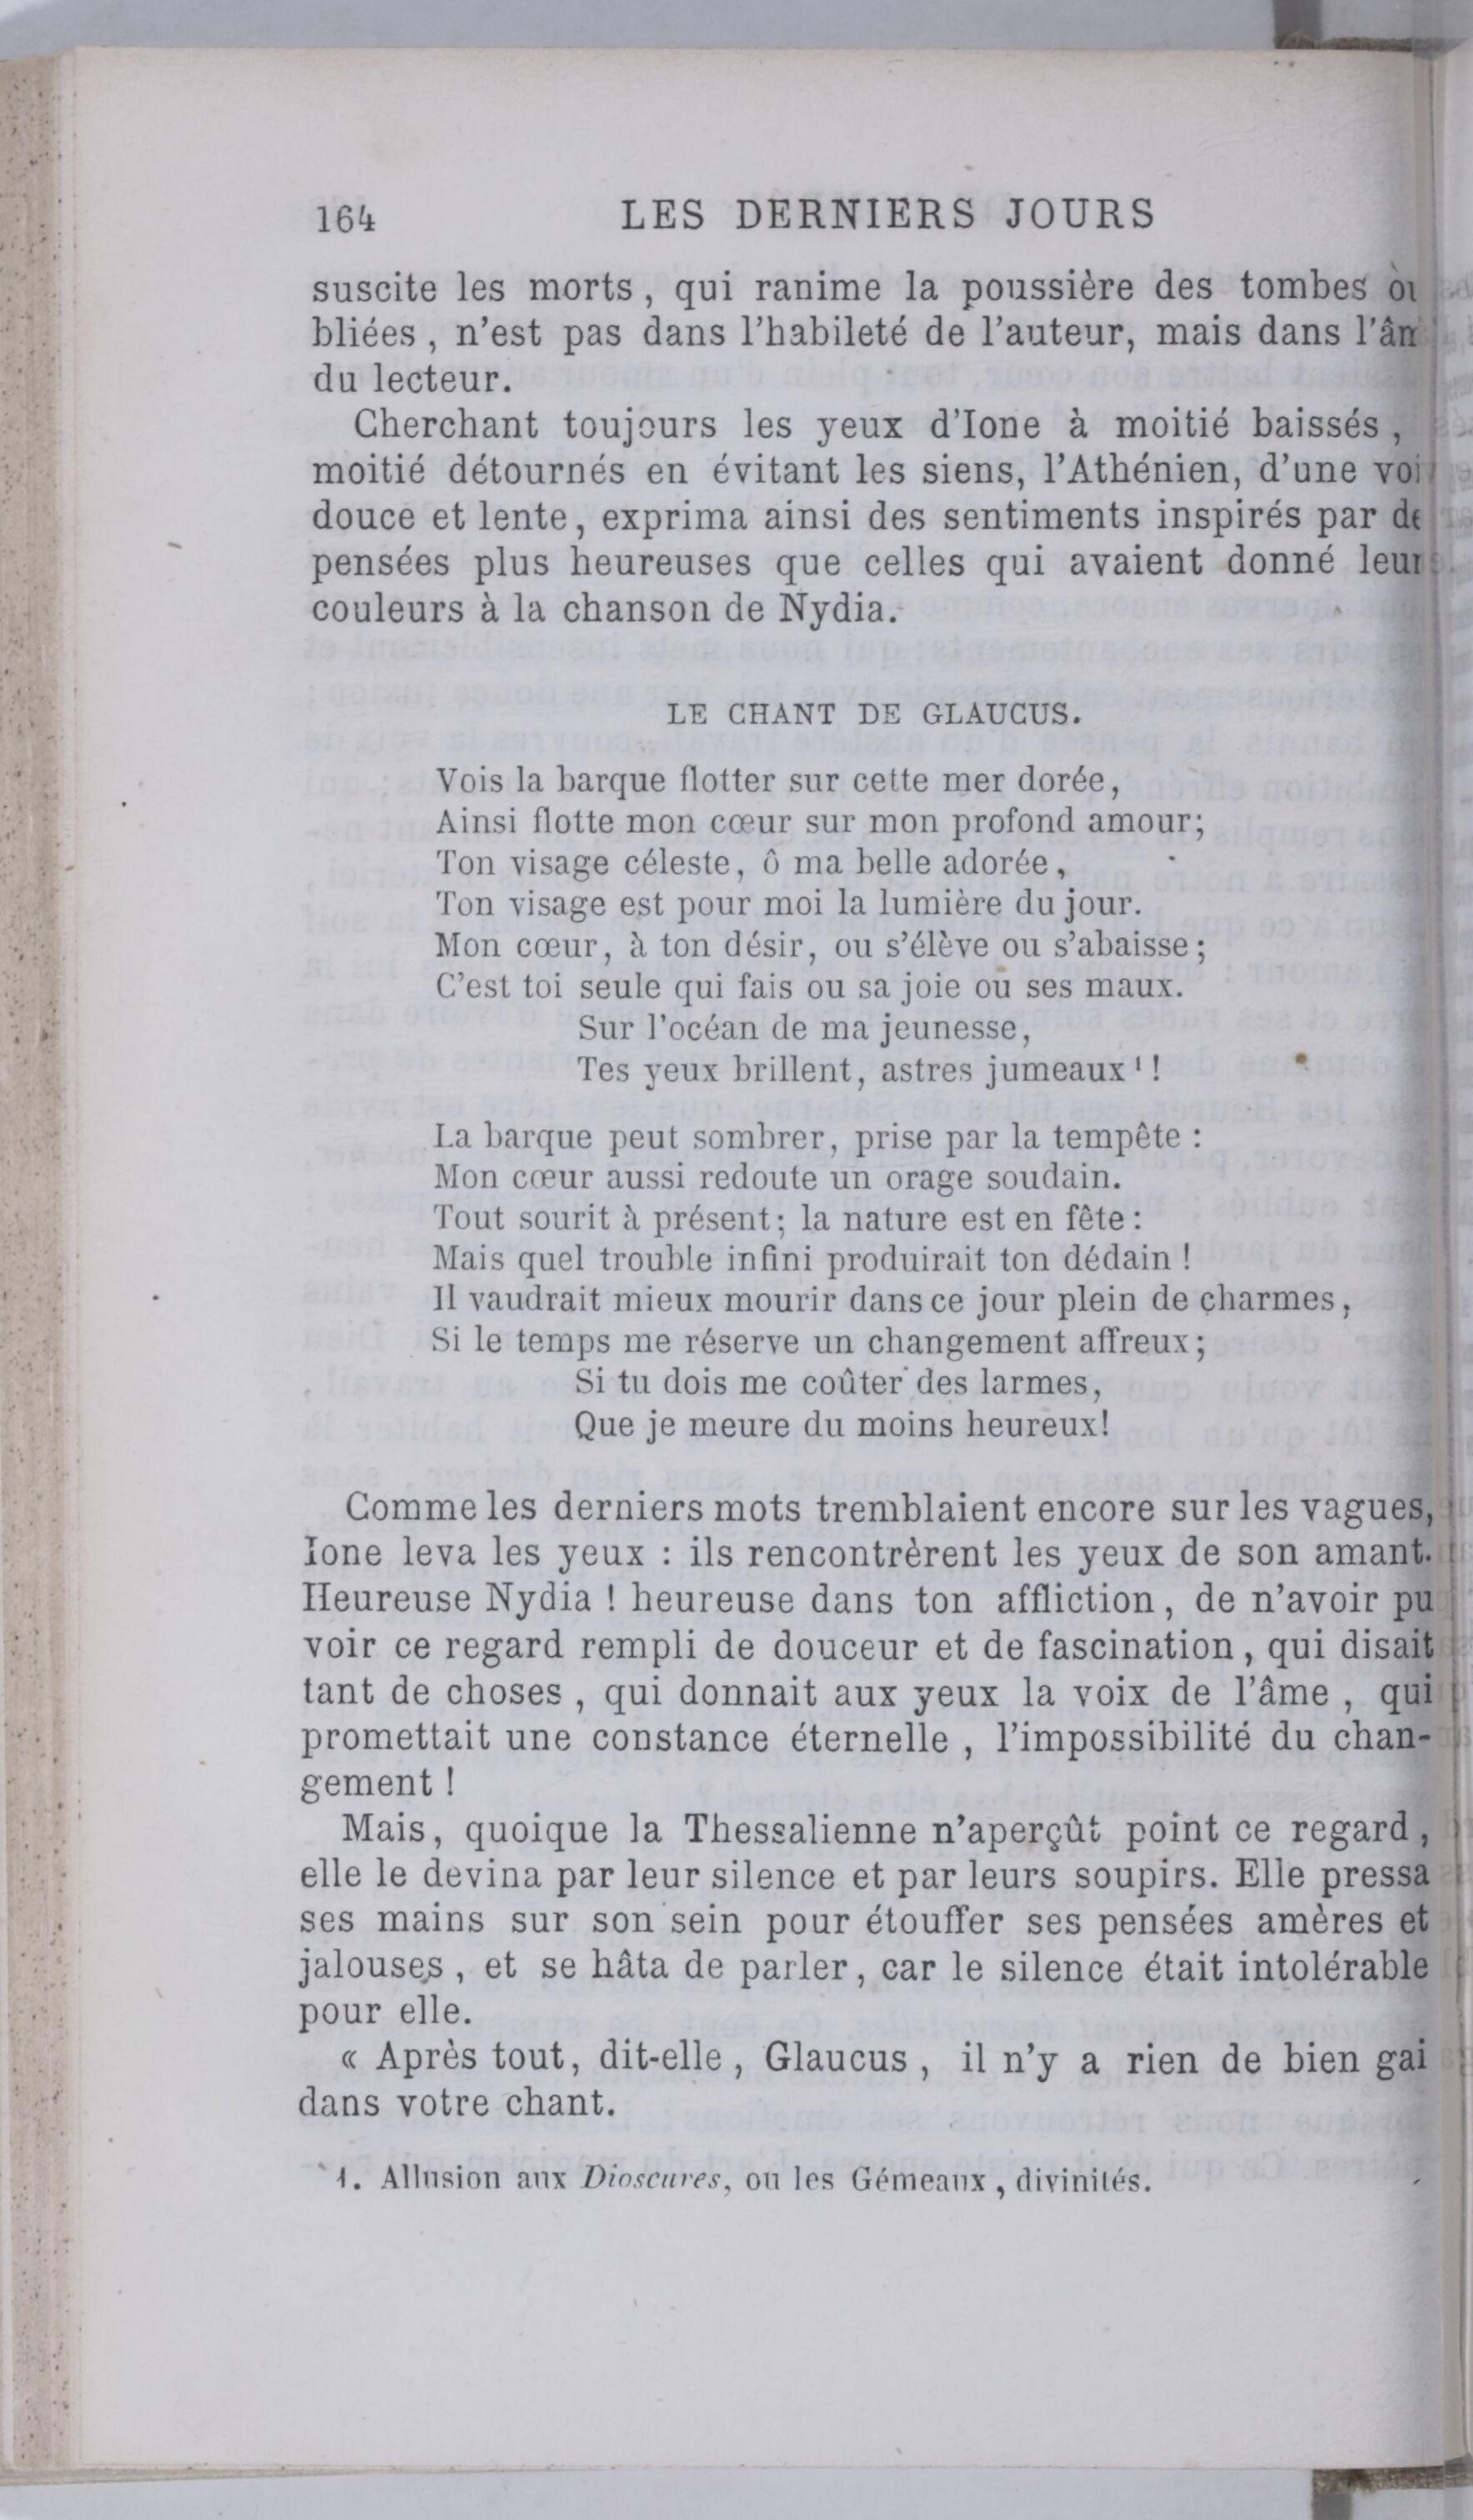 164 LES DERNIERS JOURS
suscite les morts, qui ranime la poussière des tombes
bliées, n'est pas dans l'habileté de l'auteur, mais dans
du lecteur.
Cherchant toujours les yeux d'Ione à moitié baissés,
moitié détournés en évitant les siens, l'Athénien, d'une
douce et lente, exprima ainsi des sentiments inspirés par
pensées plus heureuses que celles qui avaient donné
couleurs à la chanson de Nydia.
LE CHANT DE GLAUCUS.
Vois la barque flotter sur cette mer dorée,
Ainsi flotte mon cœur sur mon profond amour;
Ton visage céleste, ô ma belle adorée,
Ton visage est pour moi la lumière du jour.
Mon cœur, à ton désir, ou s'élève ou s'abaisse;
C'est toi seule qui fais ou sa joie ou ses maux.
Sur l'océan de ma jeunesse,
Tes yeux brillent, astres jumeaux¹!
La barque peut sombrer, prise par la tempête :
Mon cœur aussi redoute un orage soudain.
Tout sourit à présent; la nature est en fête :
Mais quel trouble infini produirait ton dédain !
Il vaudrait mieux mourir dans ce jour plein de charmes,
Si le temps me réserve un changement affreux;
Si tu dois me coûter des larmes,
Que je meure du moins heureux!
Comme les derniers mots tremblaient encore sur les vagues,
Ione leva les yeux : ils rencontrèrent les yeux de son amant.
Heureuse Nydia ! heureuse dans ton affliction, de n'avoir pu
voir ce regard rempli de douceur et de fascination, qui disait
tant de choses, qui donnait aux yeux la voix de l'âme, qui
promettait une constance éternelle, l'impossibilité du chan-
gement !
Mais, quoique la Thessalienne n'aperçût point ce regard,
elle le devina par leur silence et par leurs soupirs. Elle pressa
ses mains sur son sein pour étouffer ses pensées amères et
jalouses, et se hâta de parler, car le silence était intolérable
pour elle.
« Après tout, dit-elle, Glaucus, il n'y a rien de bien gai
dans votre chant.
1. Allusion aux Dioscures, ou les Gémeaux, divinités.